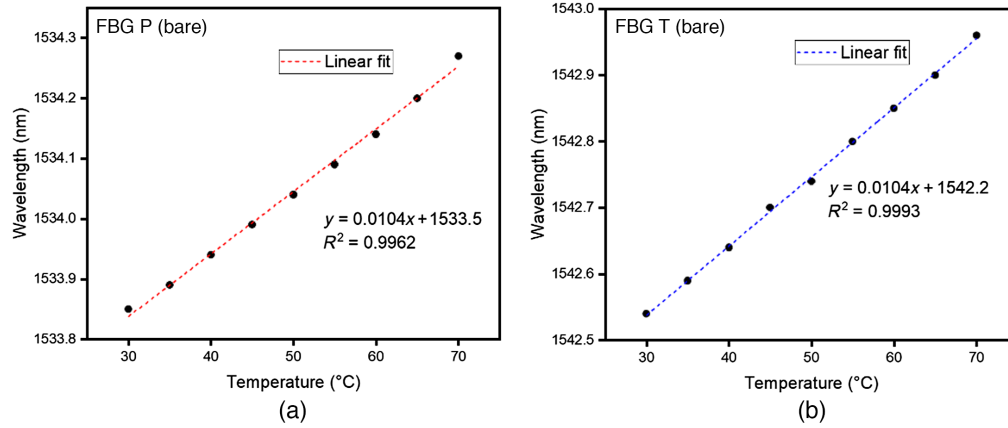 FBG P (bare)
Linear fit
1534.3
1534.2
1534.1
1534.0
1533.9
1533.8
Wavelength (nm)
y = 0.0104x + 1533.5
R² = 0.9962
30 40 50 60 70
Temperature (°C)
(a)
FBG T (bare)
Linear fit
1543.0
1542.9
1542.8
1542.7
1542.6
1542.5
Wavelength (nm)
y = 0.0104x + 1542.2
R² = 0.9993
30 40 50 60 70
Temperature (°C)
(b)